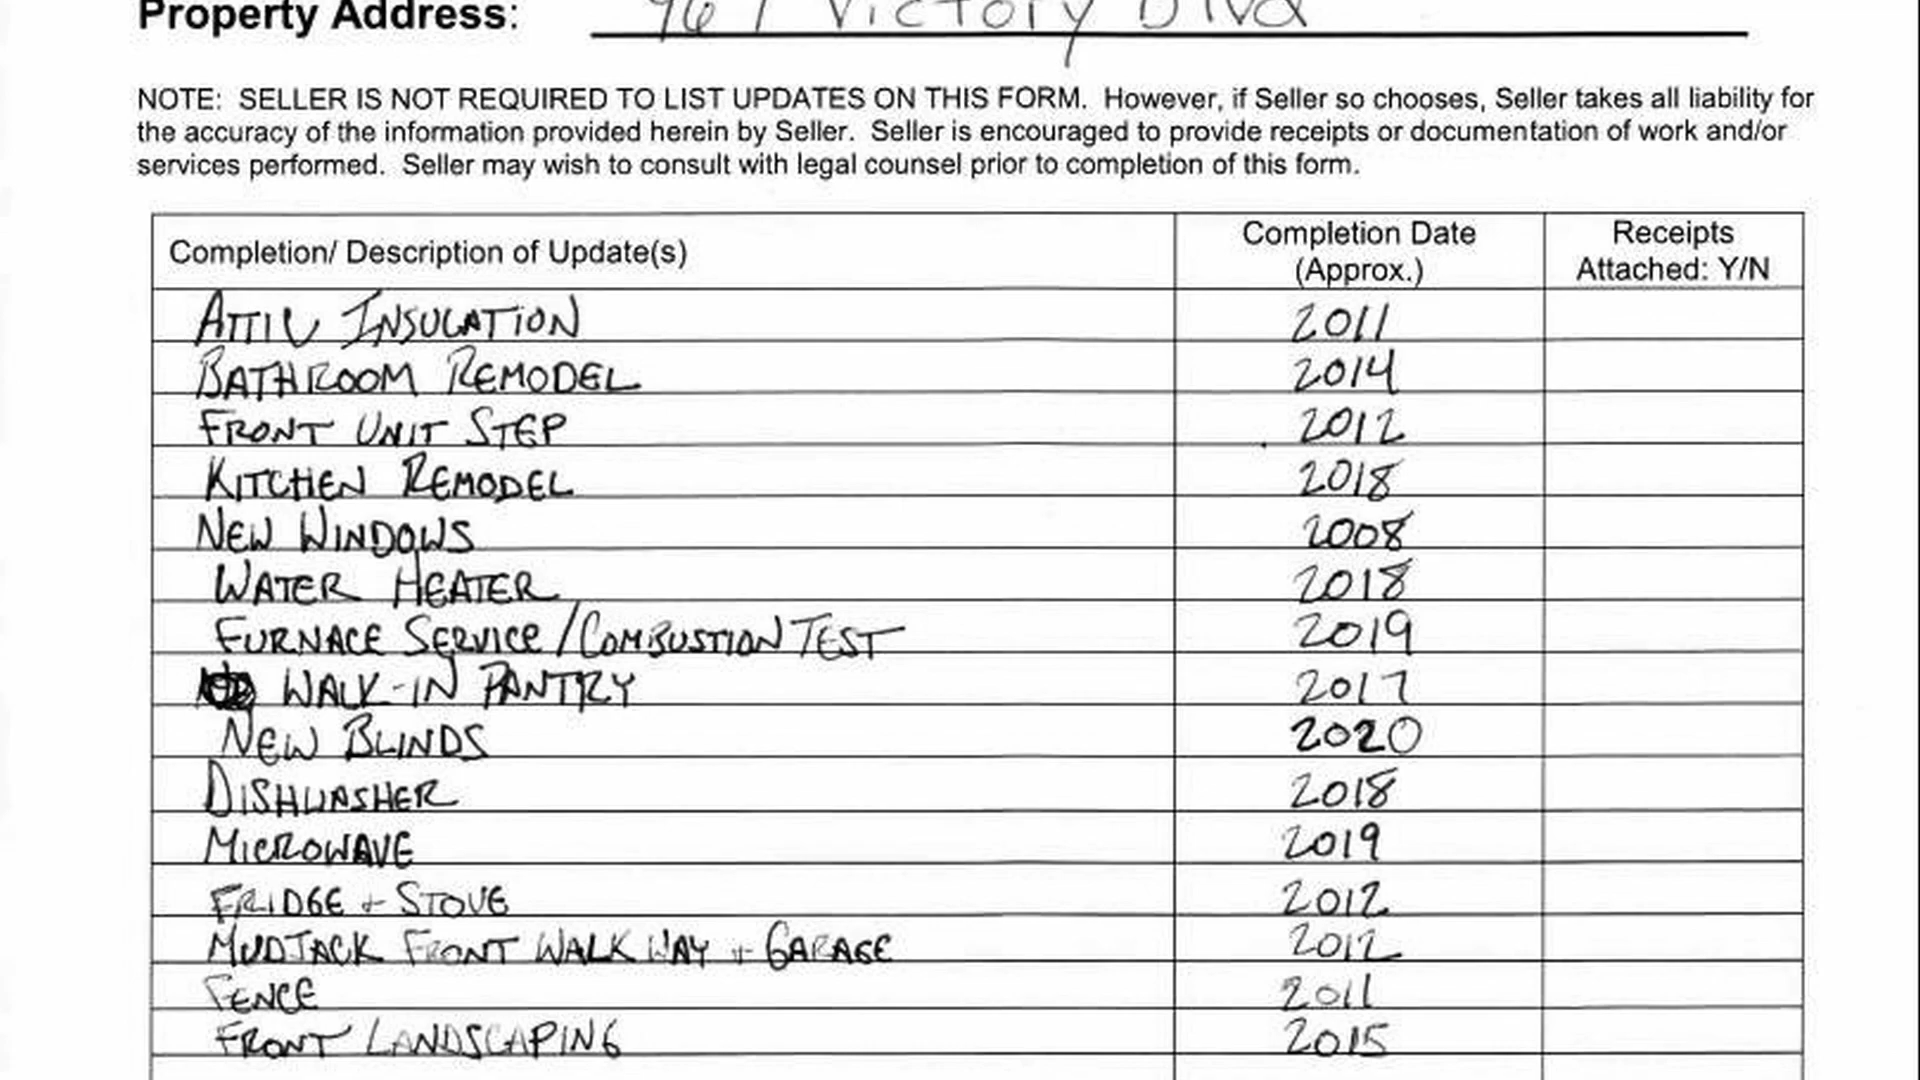 Property Address: 961 Victory Blvd
NOTE: SELLER IS NOT REQUIRED TO LIST UPDATES ON THIS FORM. However, if Seller so chooses, Seller takes all liability for
the accuracy of the information provided herein by Seller. Seller is encouraged to provide receipts or documentation of work and/or
services performed. Seller may wish to consult with legal counsel prior to completion of this form.
Completion/ Description of Update(s) Completion Date (Approx.) Receipts Attached: Y/N
ATTIC INSULATION 2011
BATHROOM REMODEL 2014
FRONT UNIT STEP 2012
KITCHEN REMODEL 2018
NEW WINDOWS 2008
WATER HEATER 2018
FURNACE SERVICE/COMBUSTION TEST 2019
WALK-IN PANTRY 2017
NEW BLINDS 2020
DISHWASHER 2018
MICROWAVE 2019
FRIDGE + STOVE 2012
MUDJACK FRONT WALKWAY + GARAGE 2012
FENCE 2011
FRONT LANDSCAPING 2015